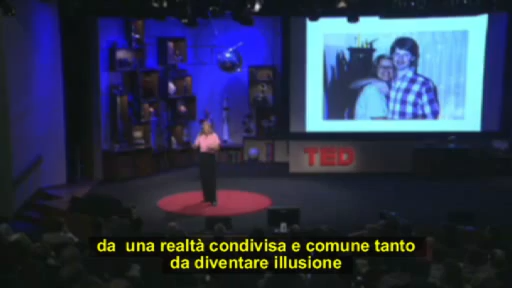 TED
da  una realtà condivisa e comune tanto
da diventare illusione